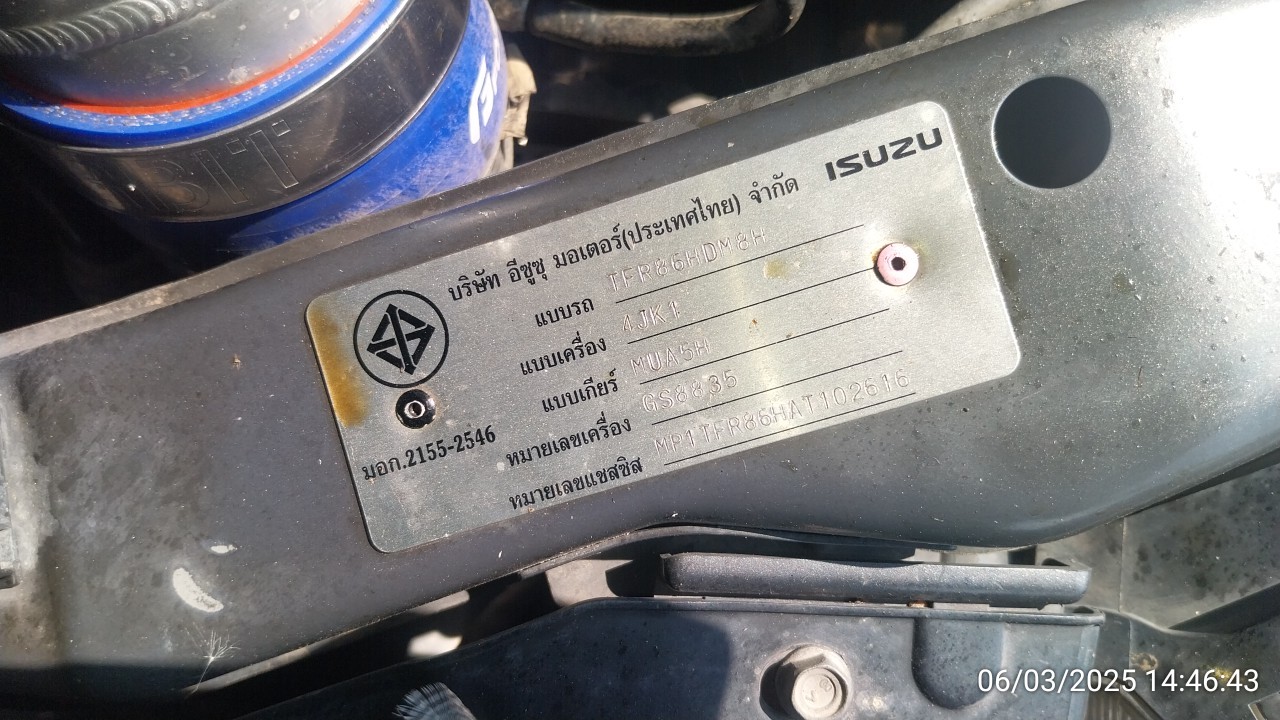 ISUZU
บริษัท อีซูซุ มอเตอร์(ประเทศไทย) จำกัด
แบบรถ TFR86HDM8H
แบบเครื่อง 4JK1
แบบเกียร์ MUA5H
หมายเลขเครื่อง GS8835
หมายเลขแชสซิส MP1TFR86HAT102616
มอก.2155-2546
06/03/2025 14:46.43